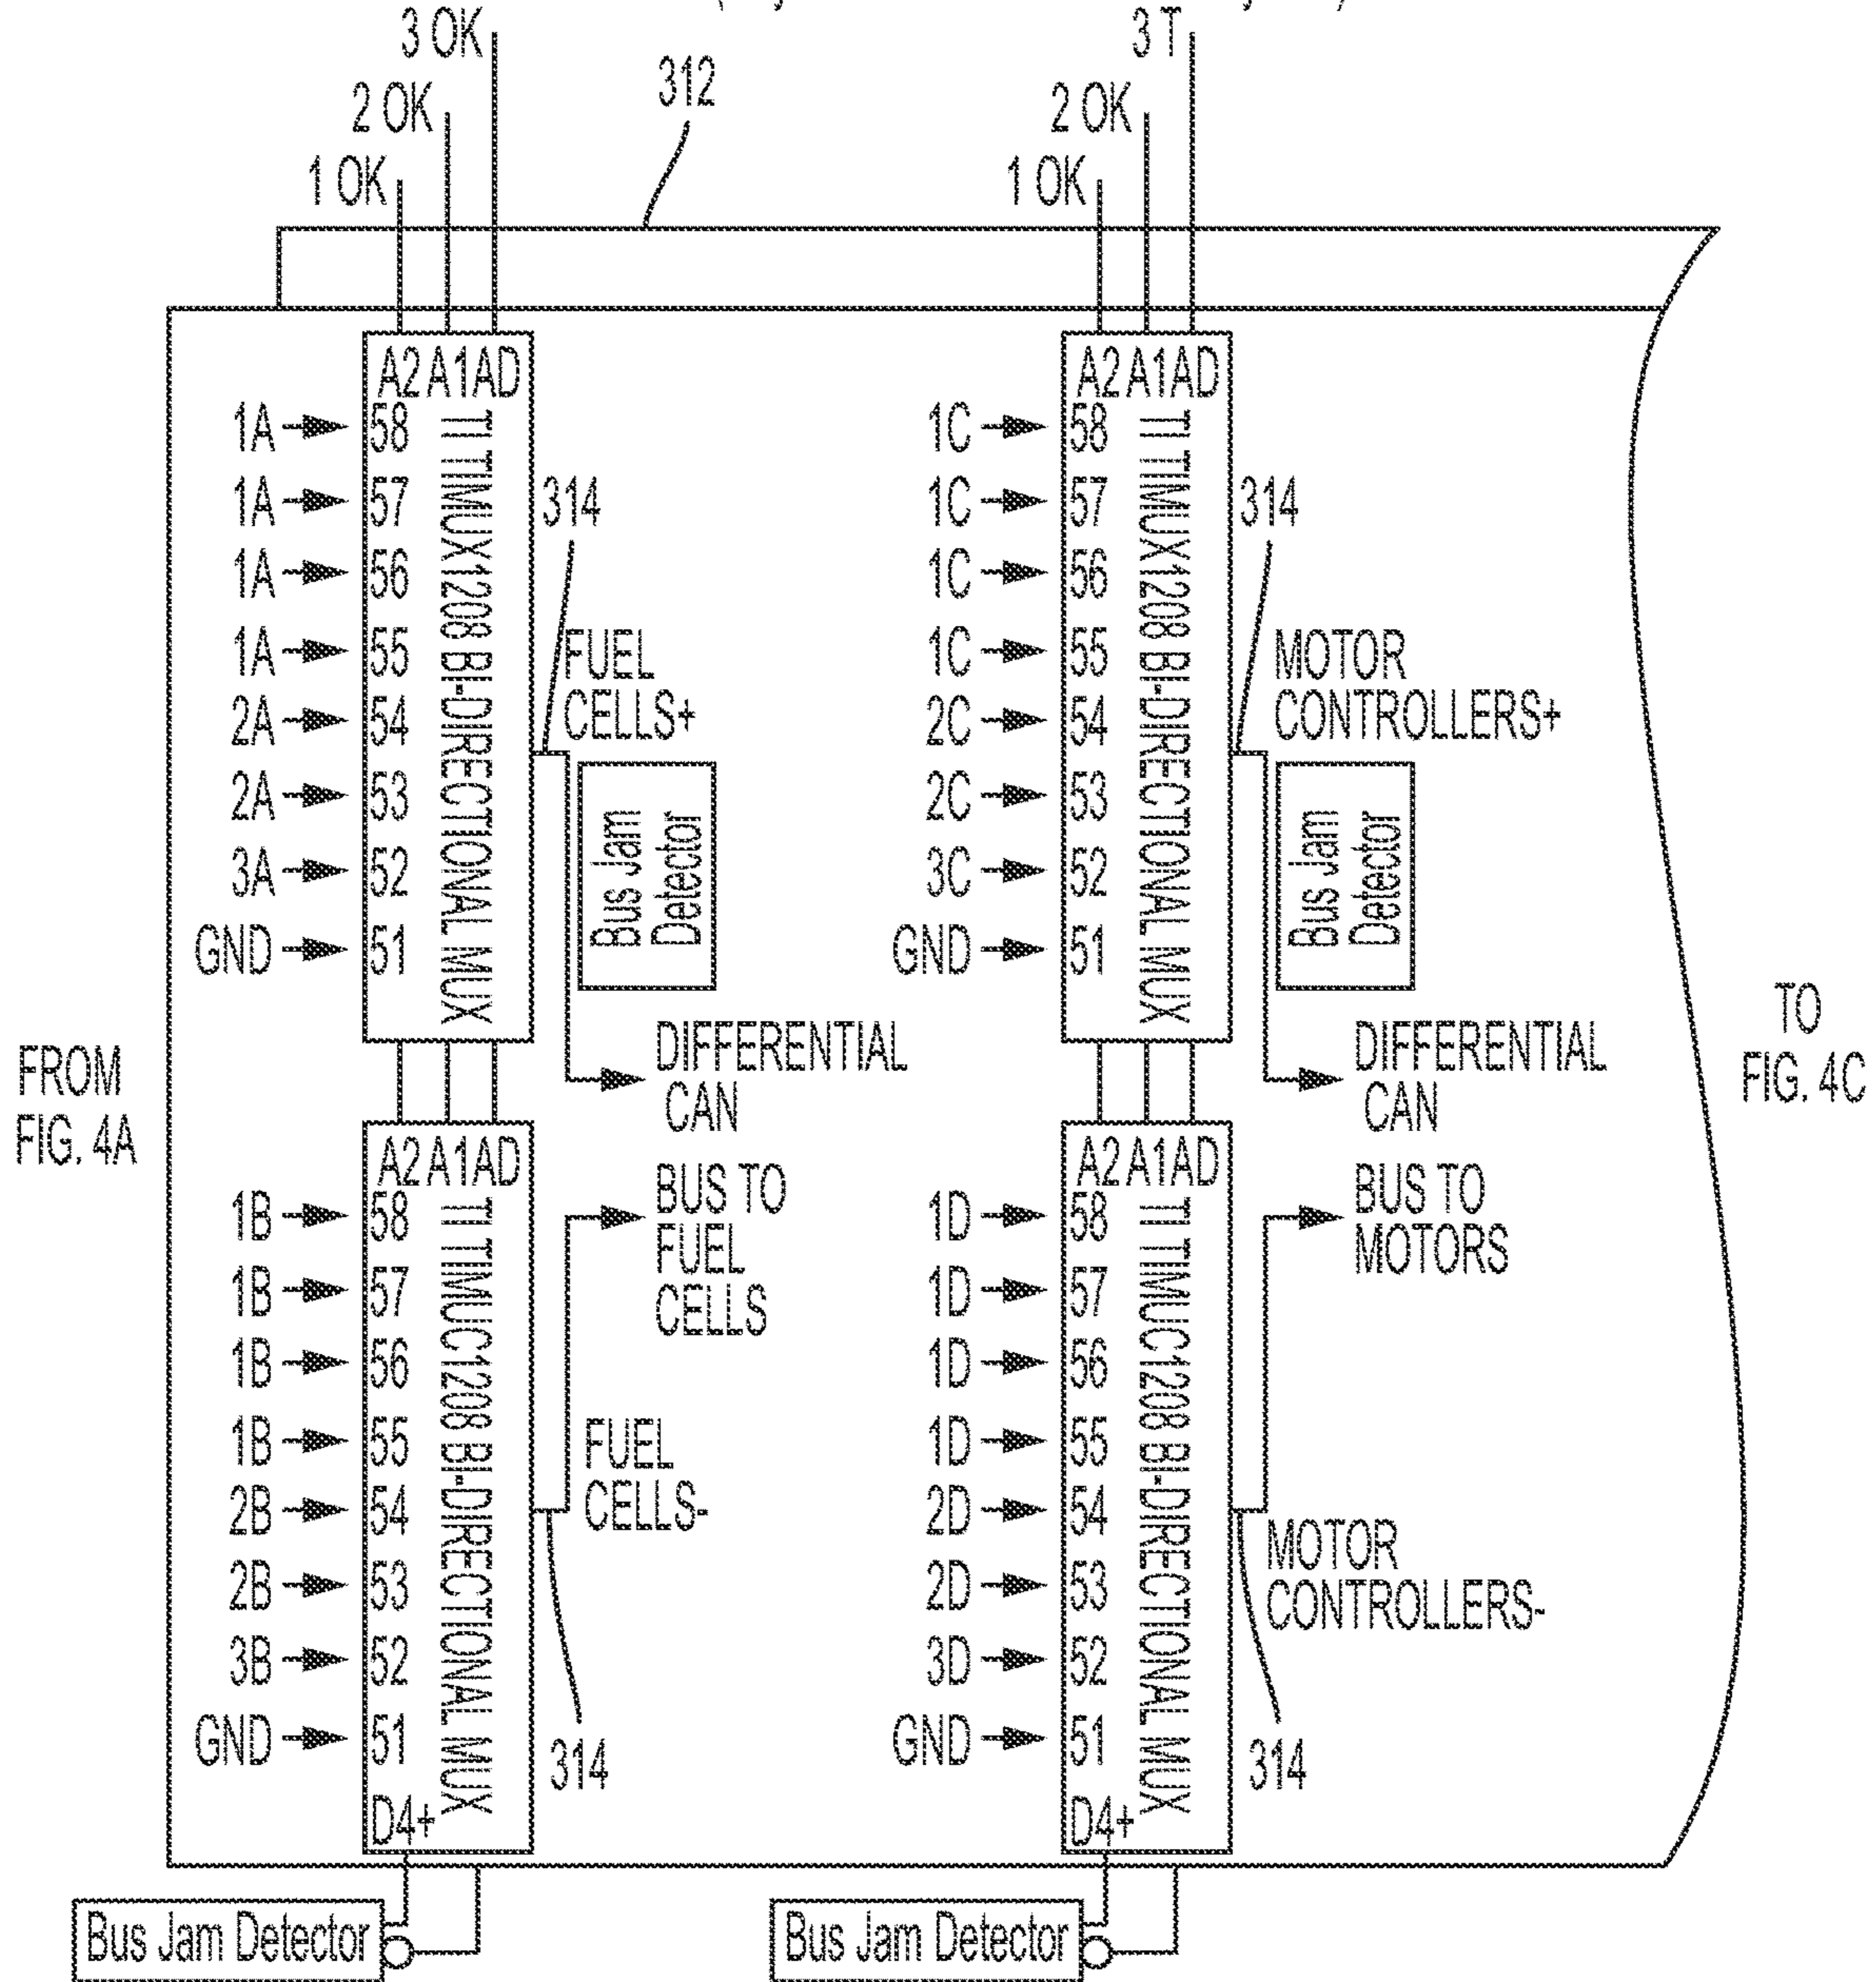 3 OK
3 T
312
2 OK
2 OK
1 OK
1 OK
A2 A1 AD
1A 58
1A 57
1A 56
1A 55
2A 54
2A 53
3A 52
GND 51
TI TIMUX1208 BI-DIRECTIONAL MUX
314
FUEL
CELLS+
Bus Jam
Detector
DIFFERENTIAL
CAN
A2 A1 AD
1C 58
1C 57
1C 56
1C 55
2C 54
2C 53
3C 52
GND 51
TI TIMUX1208 BI-DIRECTIONAL MUX
314
MOTOR
CONTROLLERS+
Bus Jam
Detector
DIFFERENTIAL
CAN
FROM
FIG. 4A
TO
FIG. 4C
A2 A1 AD
1B 58
1B 57
1B 56
1B 55
2B 54
2B 53
3B 52
GND 51
D4+
TI TIMUC1208 BI-DIRECTIONAL MUX
BUS TO
FUEL
CELLS
FUEL
CELLS-
314
A2 A1 AD
1D 58
1D 57
1D 56
1D 55
2D 54
2D 53
3D 52
GND 51
D4+
TI TIMUC1208 BI-DIRECTIONAL MUX
BUS TO
MOTORS
MOTOR
CONTROLLERS-
314
Bus Jam Detector
Bus Jam Detector